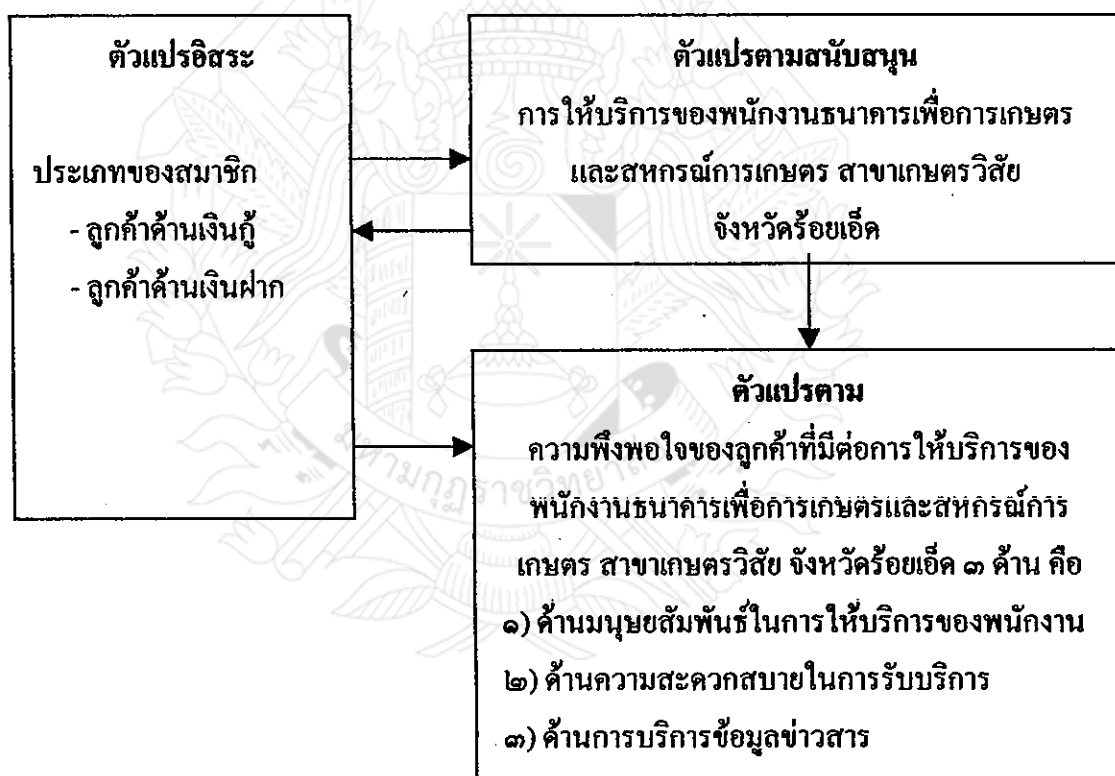 ตัวแปรอิสระ
ประเภทของสมาชิก
- ลูกค้าด้านเงินกู้
- ลูกค้าด้านเงินฝาก
ตัวแปรตามสนับสนุน
การให้บริการของพนักงานธนาคารเพื่อการเกษตร
และสหกรณ์การเกษตร สาขาเกษตรวิสัย
จังหวัดร้อยเอ็ด
ตัวแปรตาม
ความพึงพอใจของลูกค้าที่มีต่อการให้บริการของ
พนักงานธนาคารเพื่อการเกษตรและสหกรณ์การ
เกษตร สาขาเกษตรวิสัย จังหวัดร้อยเอ็ด ๓ ด้าน คือ
๑) ด้านมนุษยสัมพันธ์ในการให้บริการของพนักงาน
๒) ด้านความสะดวกสบายในการรับบริการ
๓) ด้านการบริการข้อมูลข่าวสาร